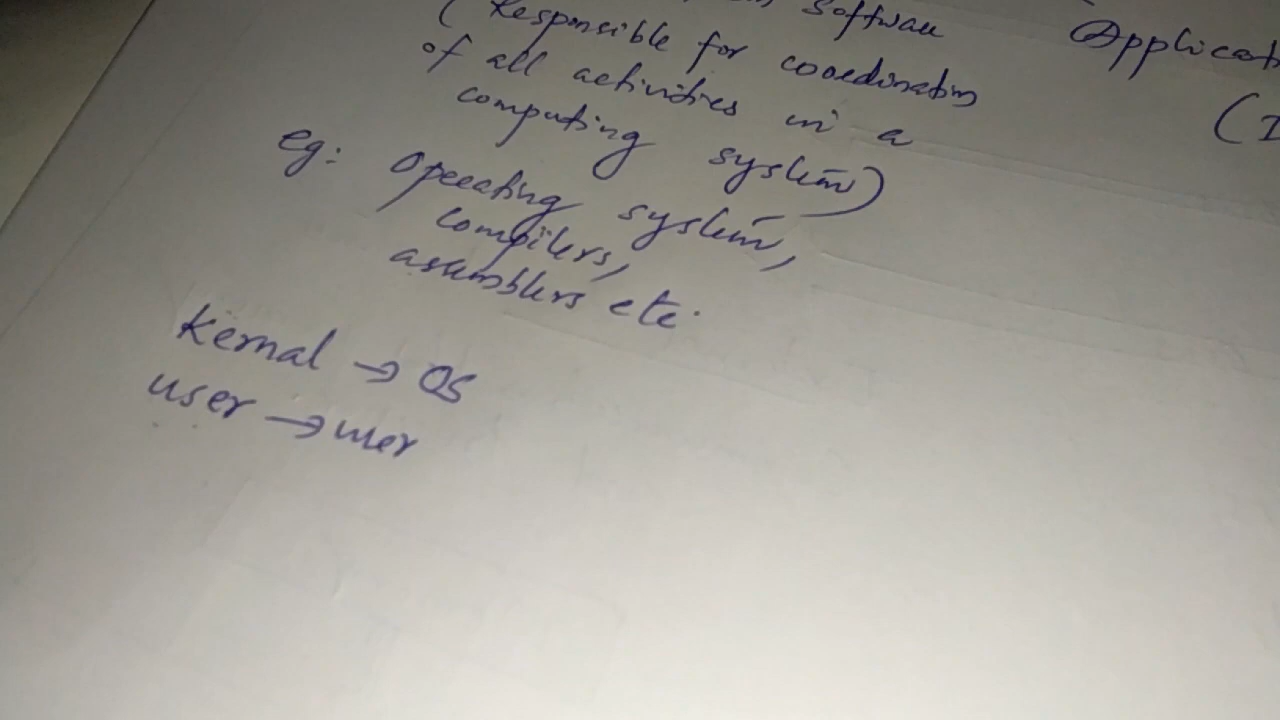 Software
Applicat
(Responsible for coordination
of all activities in a
computing system)
(I
eg: Operating system,
compilers,
assemblers etc.
Kernal → OS
user → user